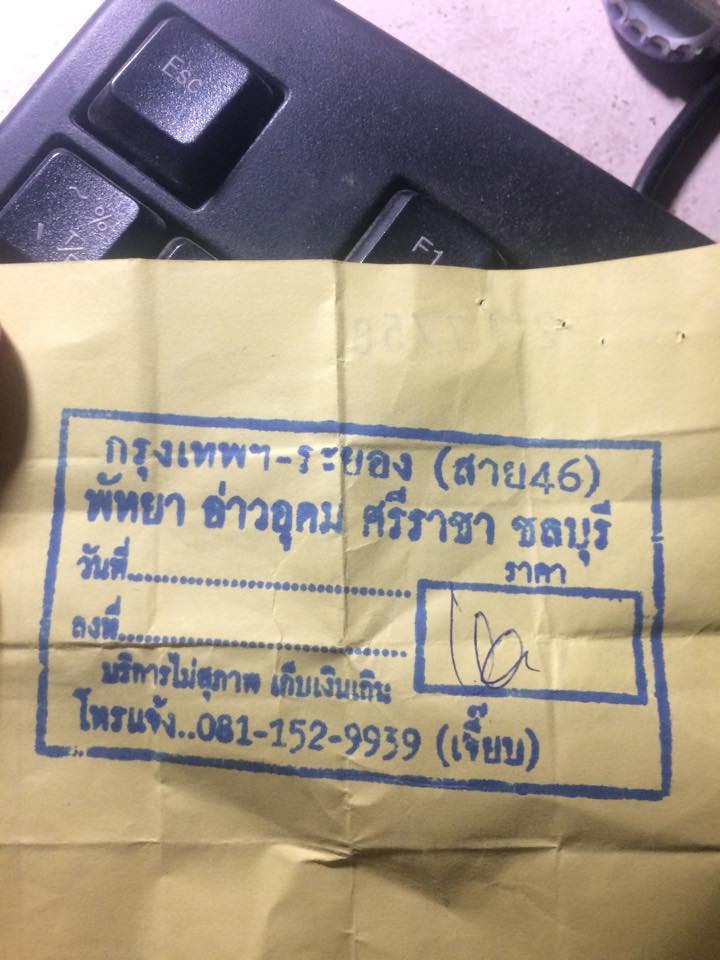 Esc
~ %
F1
กรุงเทพฯ-ระยอง (สาย46)
พัทยา อ่าวอุดม ศรีราชา ชลบุรี
วันที่........................................
ราคา
ลงที่........................................
บริการไม่สุภาพ เก็บเงินเกิน
โทรแจ้ง..081-152-9939 (เจี๊ยบ)